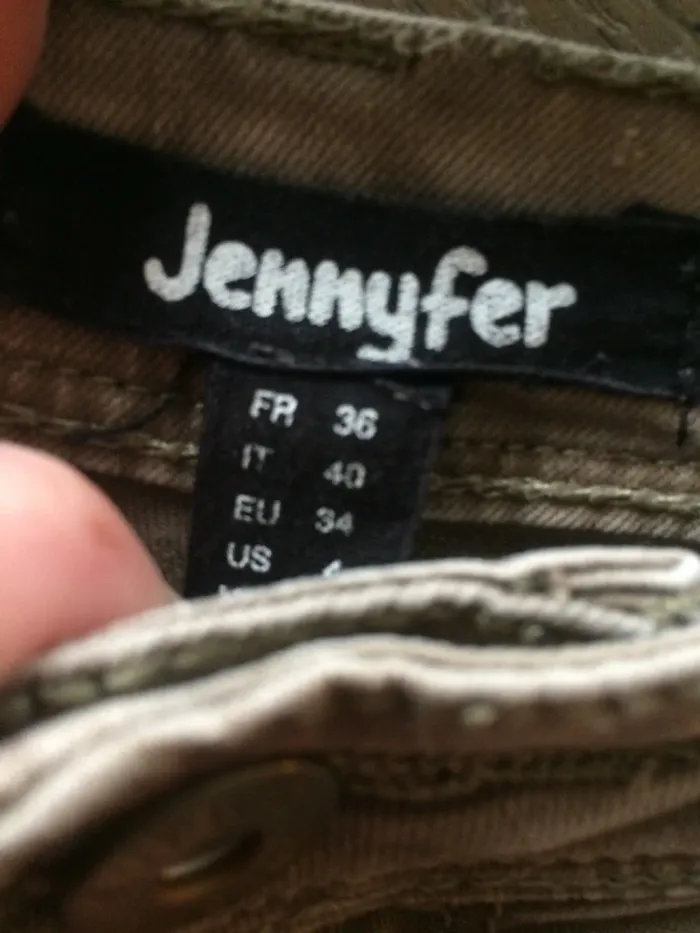 Jennyfer
FR 36
IT 40
EU 34
US